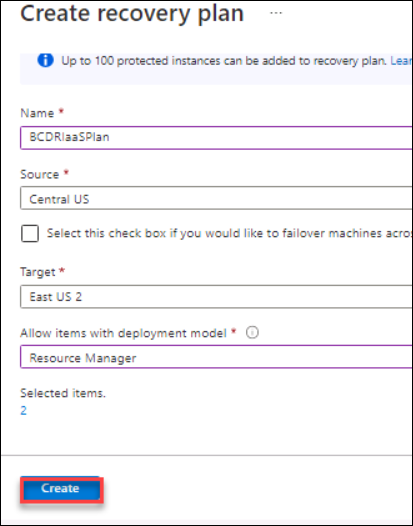 Create recovery plan ...
Up to 100 protected instances can be added to recovery plan. Lear
Name *
BCDRIaaSPlan
Source *
Central US
Select this check box if you would like to failover machines acros
Target *
East US 2
Allow items with deployment model *
Resource Manager
Selected items.
2
Create